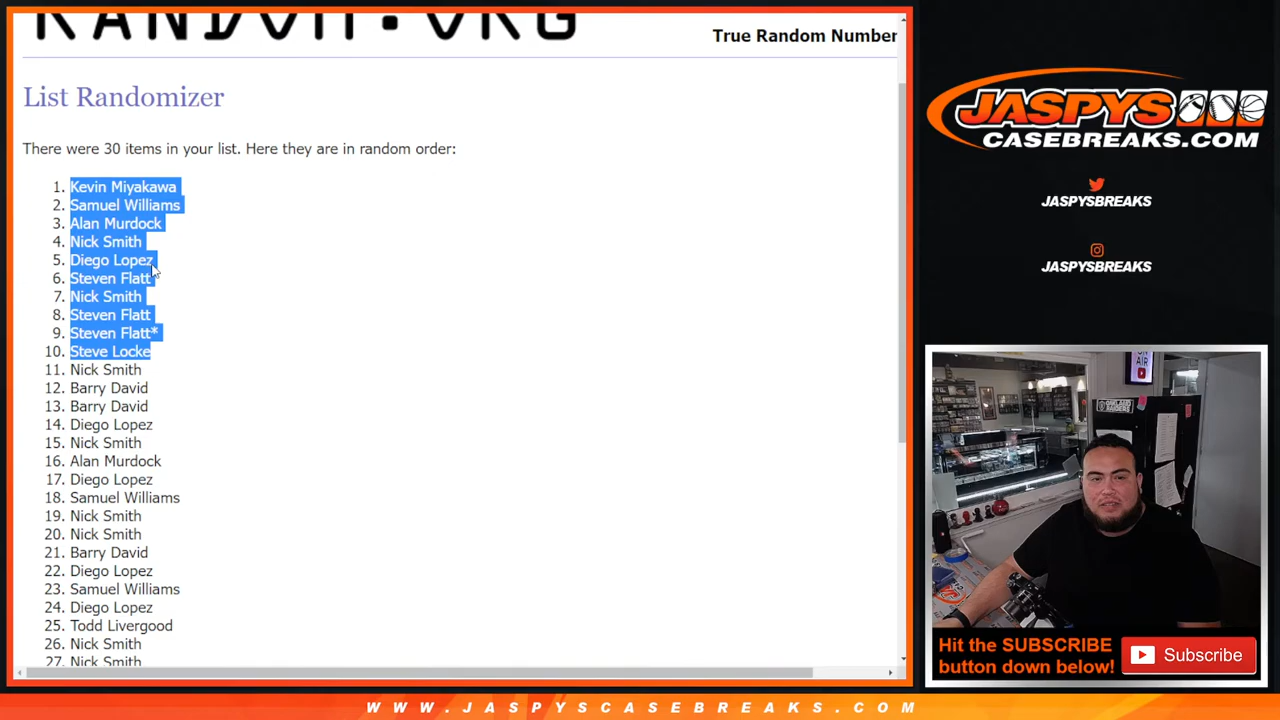 RANDOM.ORG
True Random Number
List Randomizer
There were 30 items in your list. Here they are in random order:
1. Kevin Miyakawa
2. Samuel Williams
3. Alan Murdock
4. Nick Smith
5. Diego Lopez
6. Steven Flatt
7. Nick Smith
8. Steven Flatt
9. Steven Flatt*
10. Steve Locke
11. Nick Smith
12. Barry David
13. Barry David
14. Diego Lopez
15. Nick Smith
16. Alan Murdock
17. Diego Lopez
18. Samuel Williams
19. Nick Smith
20. Nick Smith
21. Barry David
22. Diego Lopez
23. Samuel Williams
24. Diego Lopez
25. Todd Livergood
26. Nick Smith
27. Nick Smith
JASPYS
CASEBREAKS.COM
JASPYSBREAKS
JASPYSBREAKS
ON
AIR
OAKLAND
RAIDERS
Hit the SUBSCRIBE
button down below!
Subscribe
WWW.JASPYSCASEBREAKS.COM